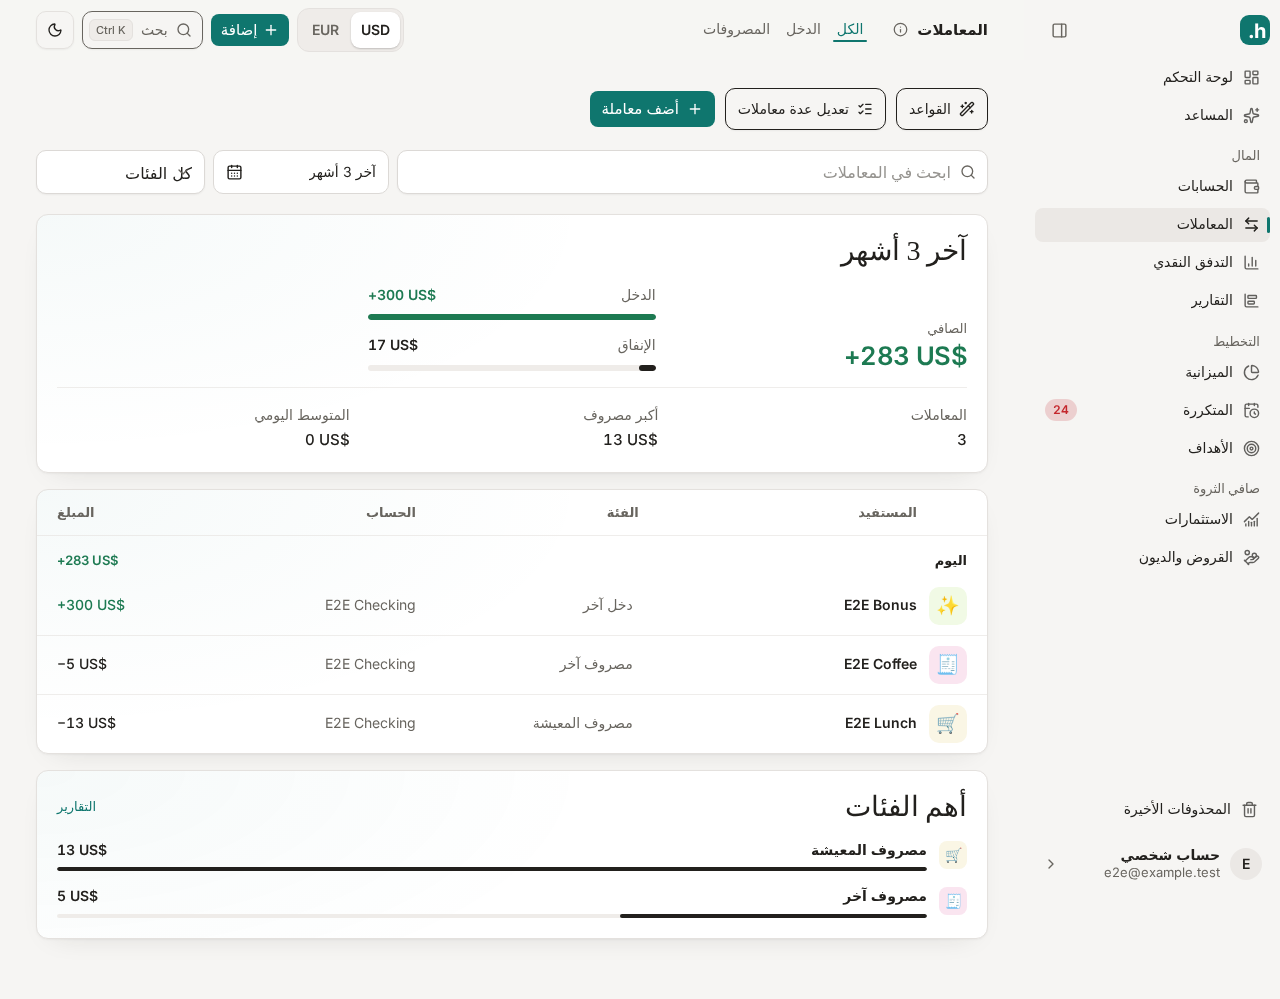 .h
لوحة التحكم
المساعد
المال
الحسابات
المعاملات
التدفق النقدي
التقارير
التخطيط
الميزانية
المتكررة 24
الأهداف
صافي الثروة
الاستثمارات
القروض والديون
المحذوفات الأخيرة
E حساب شخصي
e2e@example.test
المعاملات الكل الدخل المصروفات USD EUR إضافة بحث Ctrl K
القواعد تعديل عدة معاملات أضف معاملة
ابحث في المعاملات آخر 3 أشهر كل الفئات
آخر 3 أشهر
الدخل +300 US$
الصافي
+283 US$
الإنفاق 17 US$
المعاملات أكبر مصروف المتوسط اليومي
3 13 US$ 0 US$
المستفيد الفئة الحساب المبلغ
اليوم +283 US$
E2E Bonus دخل آخر E2E Checking +300 US$
E2E Coffee مصروف آخر E2E Checking −5 US$
E2E Lunch مصروف المعيشة E2E Checking −13 US$
أهم الفئات التقارير
مصروف المعيشة 13 US$
مصروف آخر 5 US$